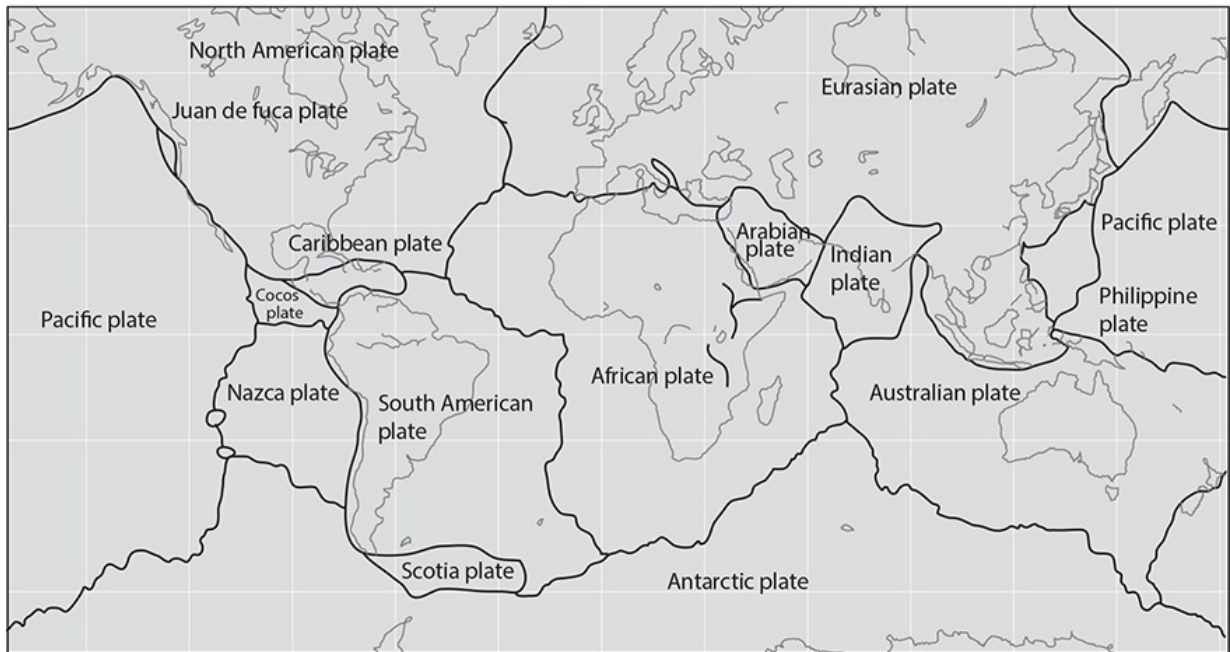 North American plate
Juan de fuca plate
Eurasian plate
Caribbean plate
Arabian
plate
Indian
plate
Pacific plate
Cocos
plate
Philippine
plate
Pacific plate
Nazca plate
South American
plate
African plate
Australian plate
Scotia plate
Antarctic plate